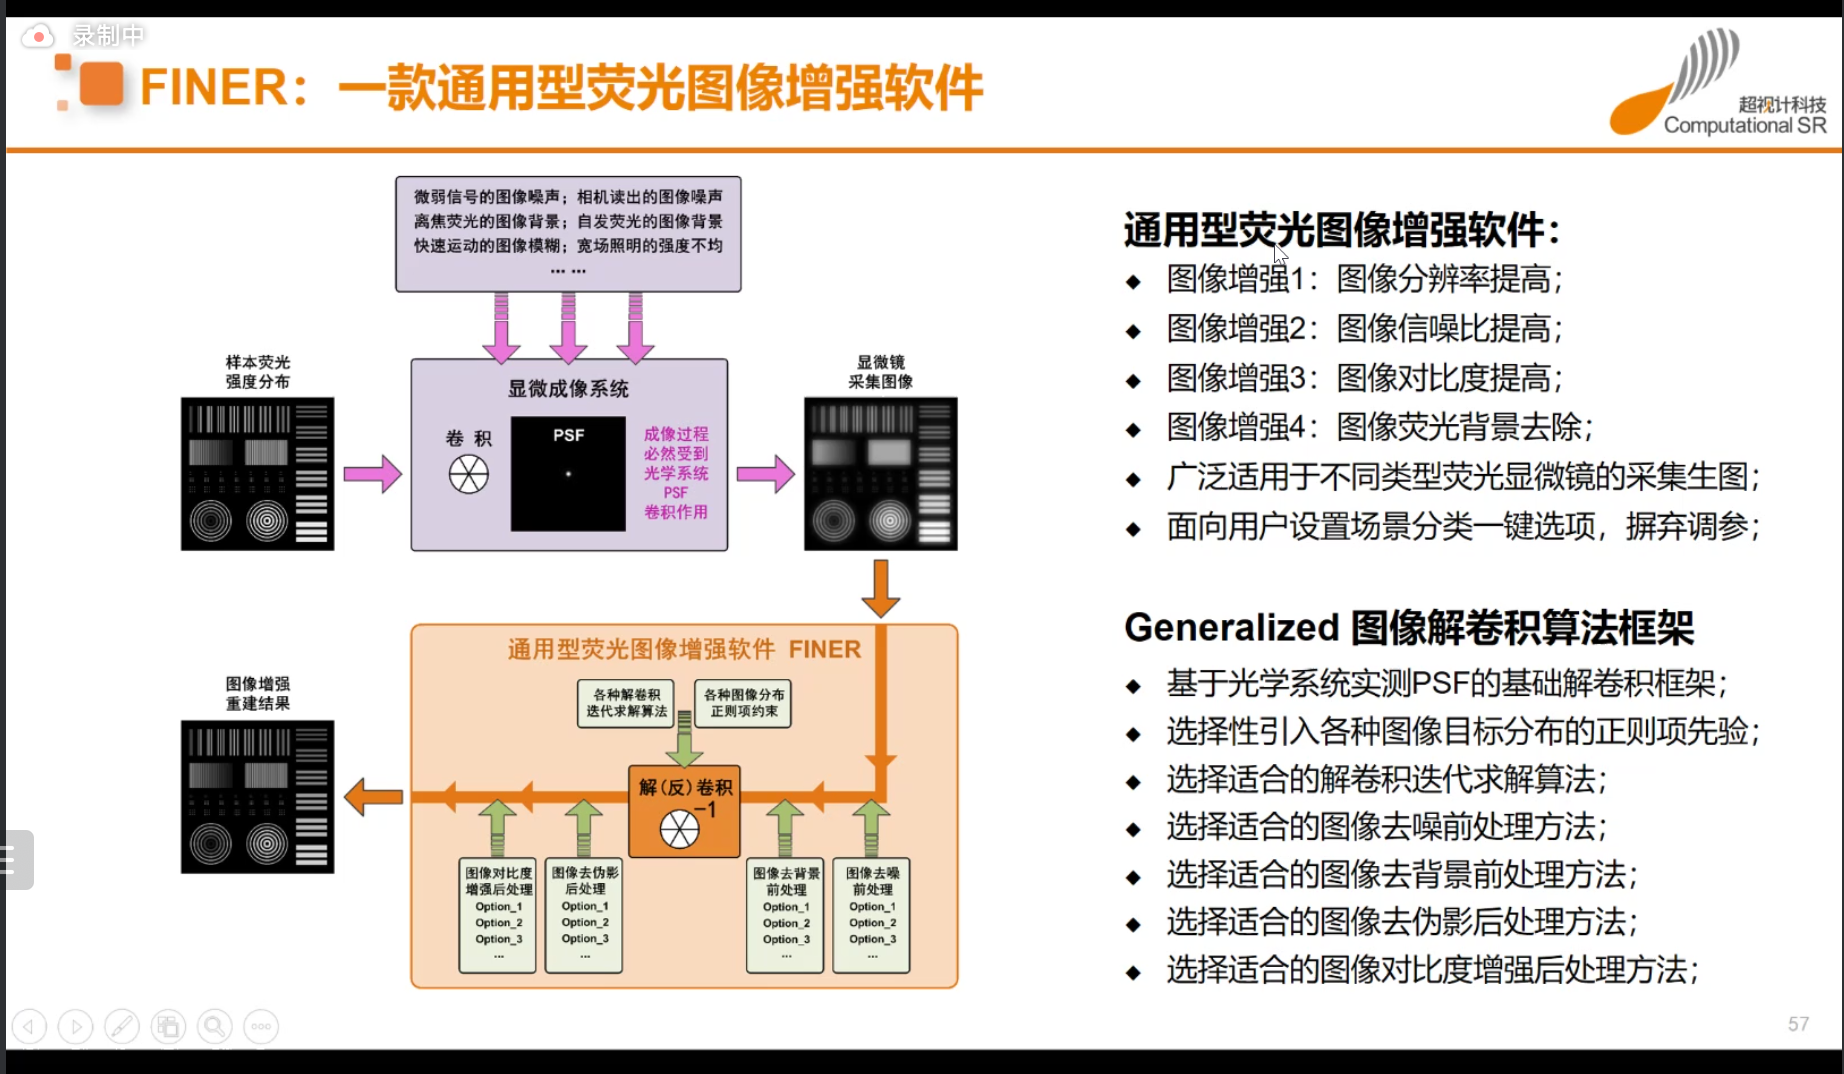 录制中
FINER：一款通用型荧光图像增强软件
超视计科技
Computational SR
微弱信号的图像噪声；相机读出的图像噪声
离焦荧光的图像背景；自发荧光的图像背景
快速运动的图像模糊；宽场照明的强度不均
... ...
样本荧光
强度分布
显微成像系统
卷 积
PSF
成像过程
必然受到
光学系统
PSF
卷积作用
显微镜
采集图像
通用型荧光图像增强软件 FINER
各种解卷积
迭代求解算法
各种图像分布
正则项约束
解(反)卷积
-1
图像增强
重建结果
图像对比度
增强后处理
Option_1
Option_2
Option_3
...
图像去伪影
后处理
Option_1
Option_2
Option_3
...
图像去背景
前处理
Option_1
Option_2
Option_3
...
图像去噪
前处理
Option_1
Option_2
Option_3
...
通用型荧光图像增强软件：
◆ 图像增强1：图像分辨率提高；
◆ 图像增强2：图像信噪比提高；
◆ 图像增强3：图像对比度提高；
◆ 图像增强4：图像荧光背景去除；
◆ 广泛适用于不同类型荧光显微镜的采集生图；
◆ 面向用户设置场景分类一键选项，摒弃调参；
Generalized 图像解卷积算法框架
◆ 基于光学系统实测PSF的基础解卷积框架；
◆ 选择性引入各种图像目标分布的正则项先验；
◆ 选择适合的解卷积迭代求解算法；
◆ 选择适合的图像去噪前处理方法；
◆ 选择适合的图像去背景前处理方法；
◆ 选择适合的图像去伪影后处理方法；
◆ 选择适合的图像对比度增强后处理方法；
57